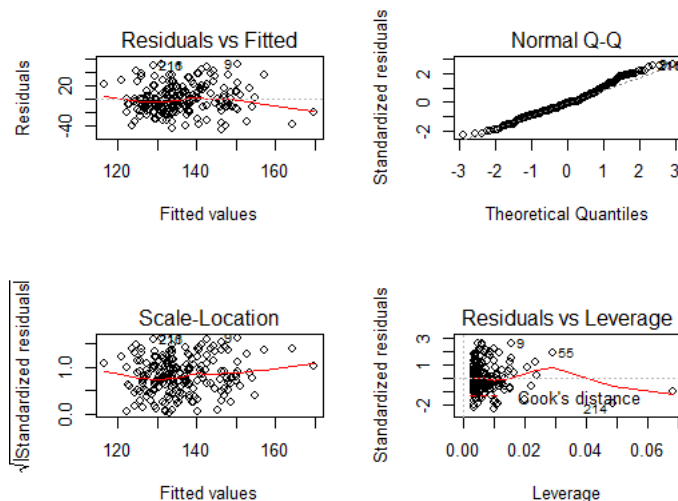 Residuals vs Fitted
Residuals
20
-40
9
120
140
160
Fitted values
Normal Q-Q
Standardized residuals
2
0
-2
-3
-2
-1
0
1
2
3
Theoretical Quantiles
Scale-Location
√|Standardized residuals|
1.0
0.0
9
120
140
160
Fitted values
Residuals vs Leverage
Standardized residuals
3
1
-2
9
55
214
Cook's distance
0.00
0.02
0.04
0.06
Leverage